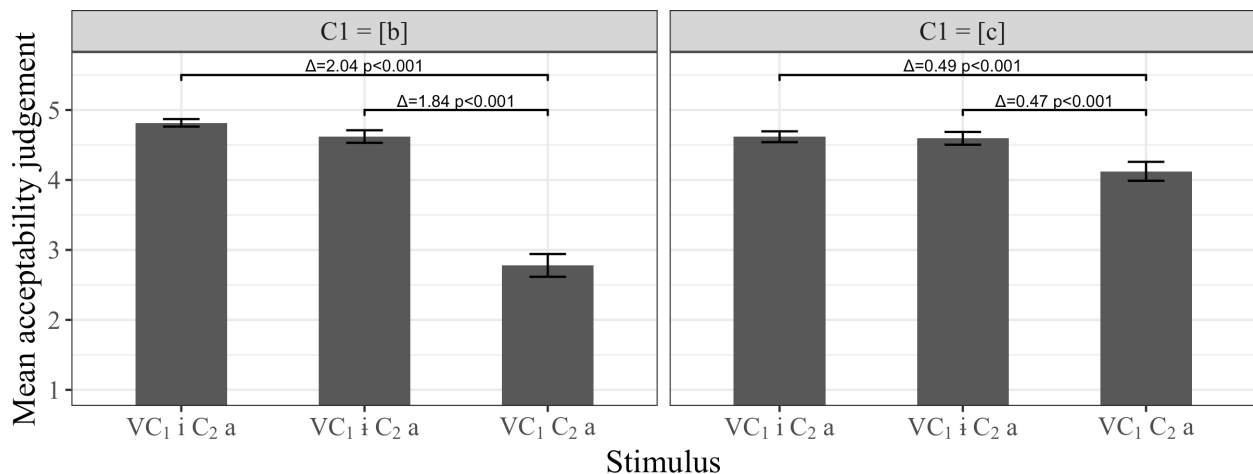 C1 = [b]
C1 = [c]
Δ=2.04 p<0.001
Δ=1.84 p<0.001
Δ=0.49 p<0.001
Δ=0.47 p<0.001
Mean acceptability judgement
5
4
3
2
1
VC₁ i C₂ a
VC₁ ɨ C₂ a
VC₁ C₂ a
VC₁ i C₂ a
VC₁ ɨ C₂ a
VC₁ C₂ a
Stimulus